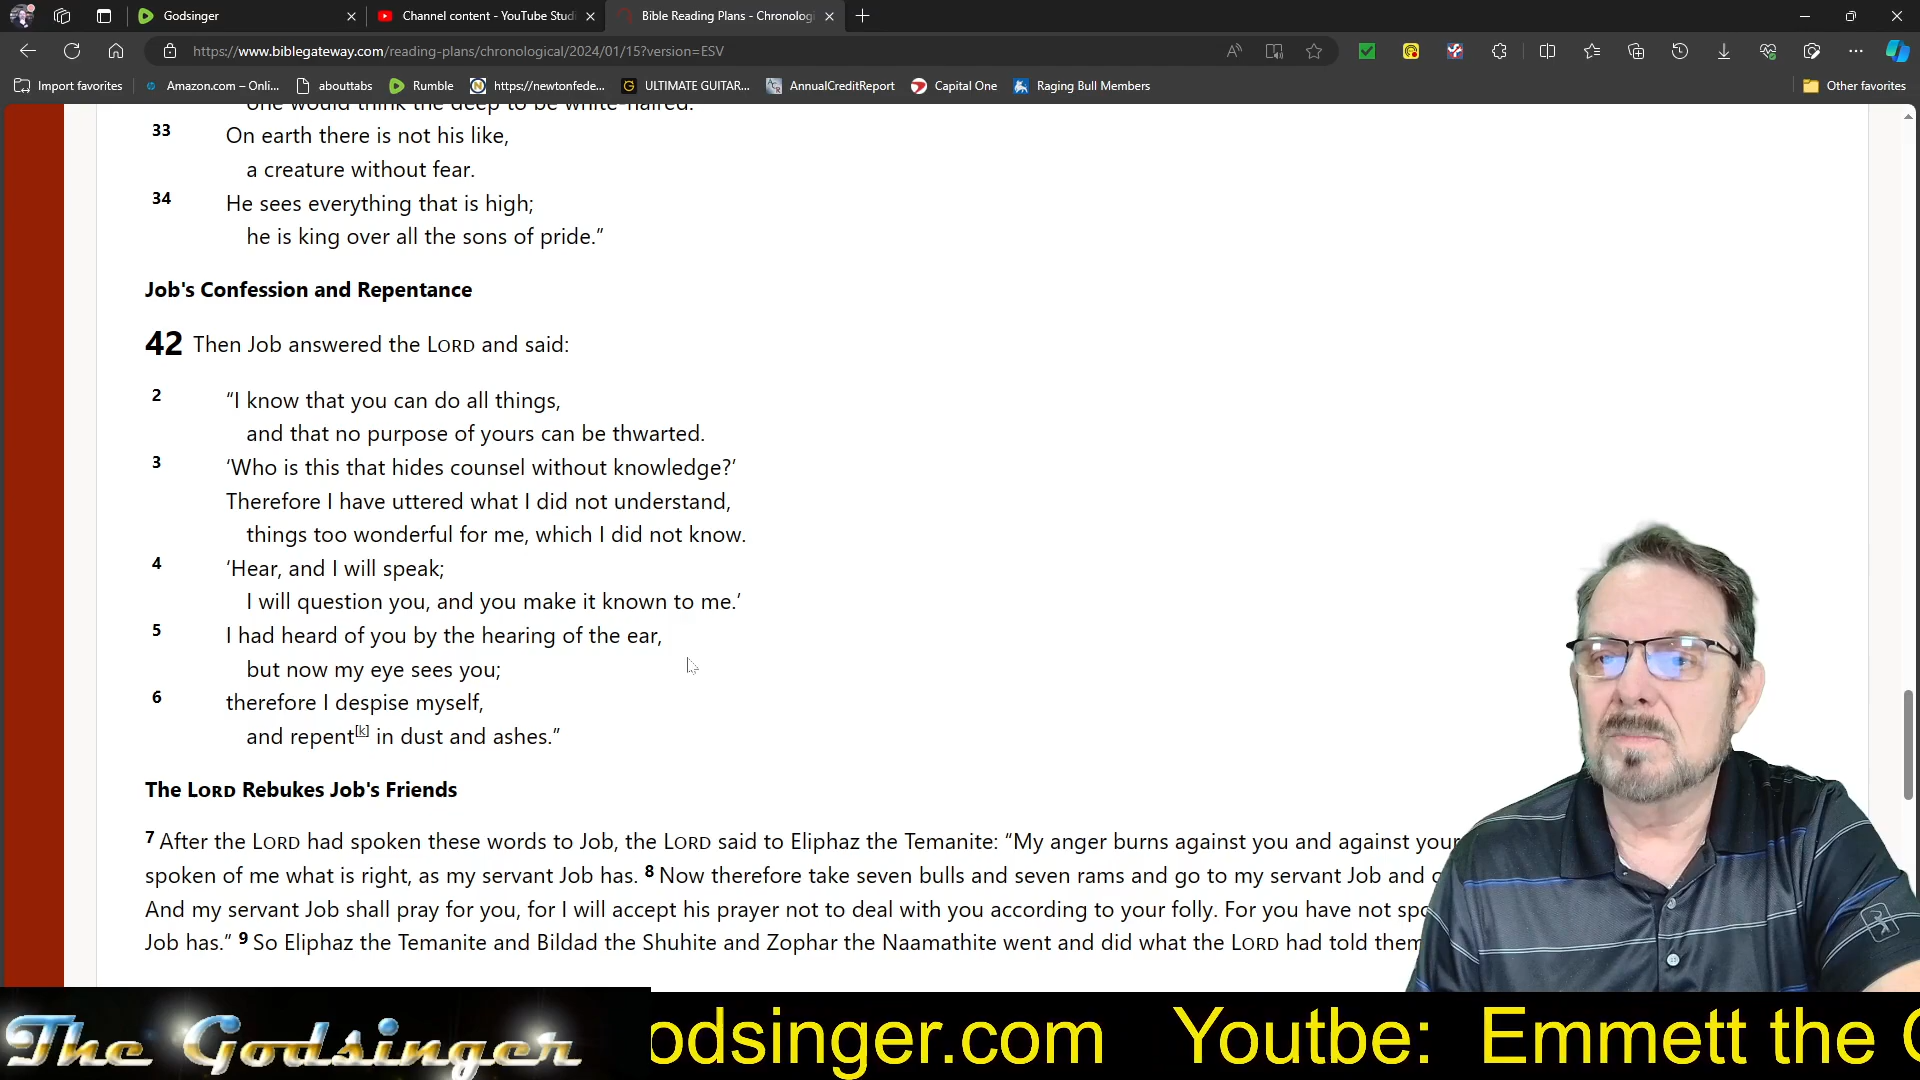 Godsinger
Channel content - YouTube Studi
Bible Reading Plans - Chronolog
https://www.biblegateway.com/reading-plans/chronological/2024/01/15?version=ESV
Import favorites
Amazon.com – Onli...
abouttabs
Rumble
https://newtonfede...
ULTIMATE GUITAR...
AnnualCreditReport
Capital One
Raging Bull Members
Other favorites
One would think the deep to be white-haired.
33 On earth there is not his like,
a creature without fear.
34 He sees everything that is high;
he is king over all the sons of pride.”
Job's Confession and Repentance
42 Then Job answered the LORD and said:
2 “I know that you can do all things,
and that no purpose of yours can be thwarted.
3 ‘Who is this that hides counsel without knowledge?’
Therefore I have uttered what I did not understand,
things too wonderful for me, which I did not know.
4 ‘Hear, and I will speak;
I will question you, and you make it known to me.’
5 I had heard of you by the hearing of the ear,
but now my eye sees you;
6 therefore I despise myself,
and repent[k] in dust and ashes.”
The LORD Rebukes Job's Friends
7 After the LORD had spoken these words to Job, the LORD said to Eliphaz the Temanite: “My anger burns against you and against your
spoken of me what is right, as my servant Job has. 8 Now therefore take seven bulls and seven rams and go to my servant Job and o
And my servant Job shall pray for you, for I will accept his prayer not to deal with you according to your folly. For you have not spo
Job has.” 9 So Eliphaz the Temanite and Bildad the Shuhite and Zophar the Naamathite went and did what the LORD had told them
The Godsinger
odsinger.com Youtbe: Emmett the